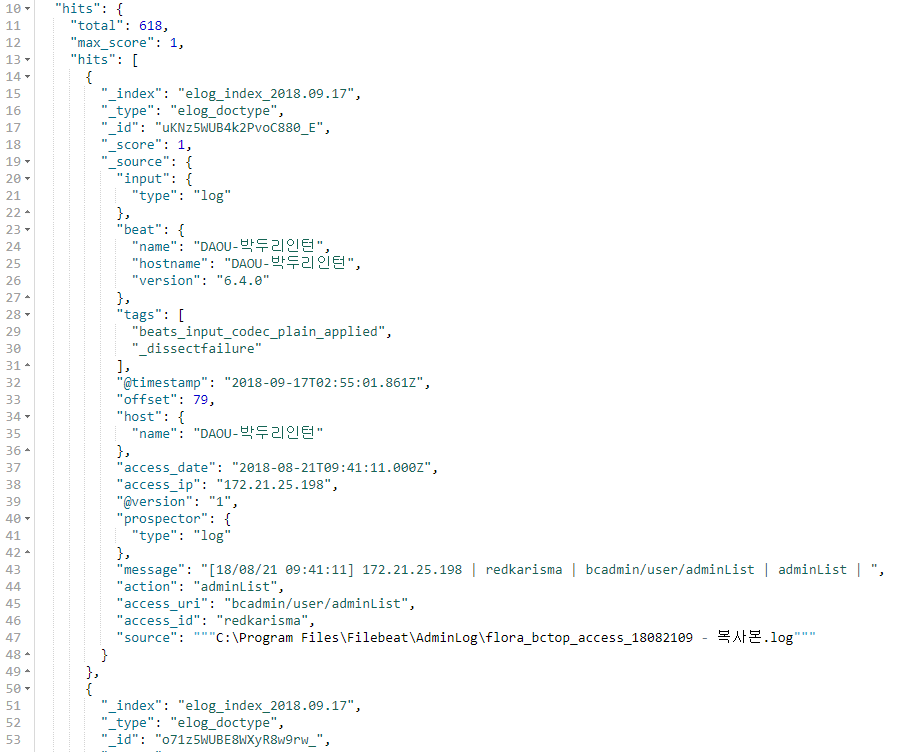 10 "hits": {
11 "total": 618,
12 "max_score": 1,
13 "hits": [
14 {
15 "_index": "elog_index_2018.09.17",
16 "_type": "elog_doctype",
17 "_id": "uKNz5WUB4k2PvoC880_E",
18 "_score": 1,
19 "_source": {
20 "input": {
21 "type": "log"
22 },
23 "beat": {
24 "name": "DAOU-박두리인턴",
25 "hostname": "DAOU-박두리인턴",
26 "version": "6.4.0"
27 },
28 "tags": [
29 "beats_input_codec_plain_applied",
30 "_dissectfailure"
31 ],
32 "@timestamp": "2018-09-17T02:55:01.861Z",
33 "offset": 79,
34 "host": {
35 "name": "DAOU-박두리인턴"
36 },
37 "access_date": "2018-08-21T09:41:11.000Z",
38 "access_ip": "172.21.25.198",
39 "@version": "1",
40 "prospector": {
41 "type": "log"
42 },
43 "message": "[18/08/21 09:41:11] 172.21.25.198 | redkarisma | bcadmin/user/adminList | adminList | ",
44 "action": "adminList",
45 "access_uri": "bcadmin/user/adminList",
46 "access_id": "redkarisma",
47 "source": """C:\Program Files\Filebeat\AdminLog\flora_bctop_access_18082109 - 복사본.log"""
48 }
49 },
50 {
51 "_index": "elog_index_2018.09.17",
52 "_type": "elog_doctype",
53 "_id": "o71z5WUBE8WXyR8w9rw_",